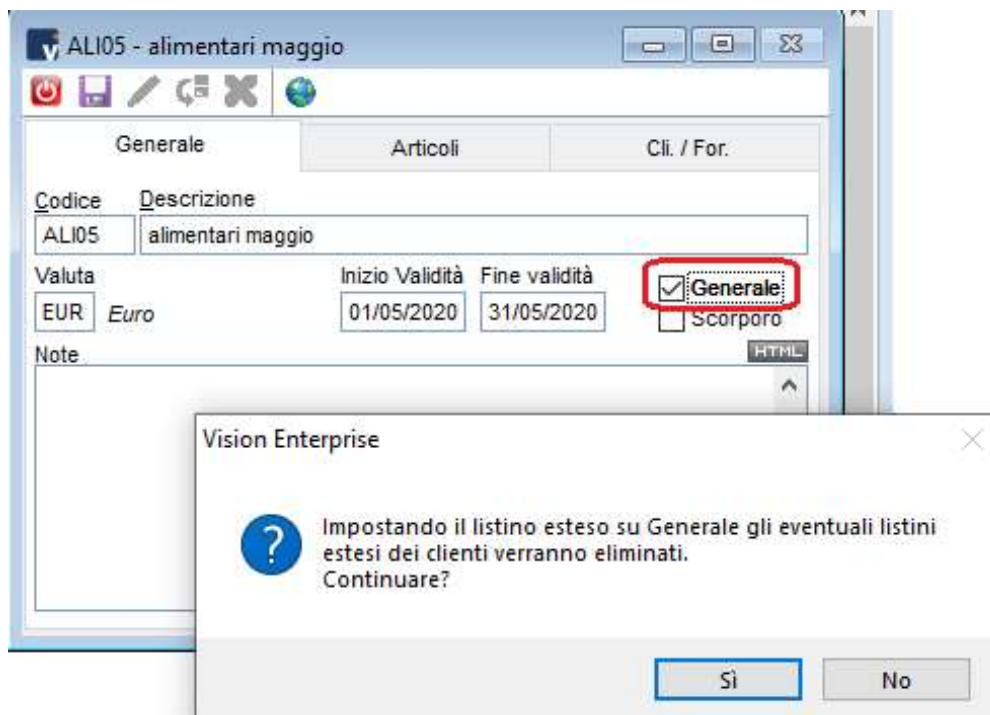 ALI05 - alimentari maggio
Generale Articoli Cli. / For.
Codice Descrizione
ALI05 alimentari maggio
Valuta Inizio Validità Fine validità Generale
EUR Euro 01/05/2020 31/05/2020 Scorporo
Note HTML
Vision Enterprise
Impostando il listino esteso su Generale gli eventuali listini
estesi dei clienti verranno eliminati.
Continuare?
Sì No